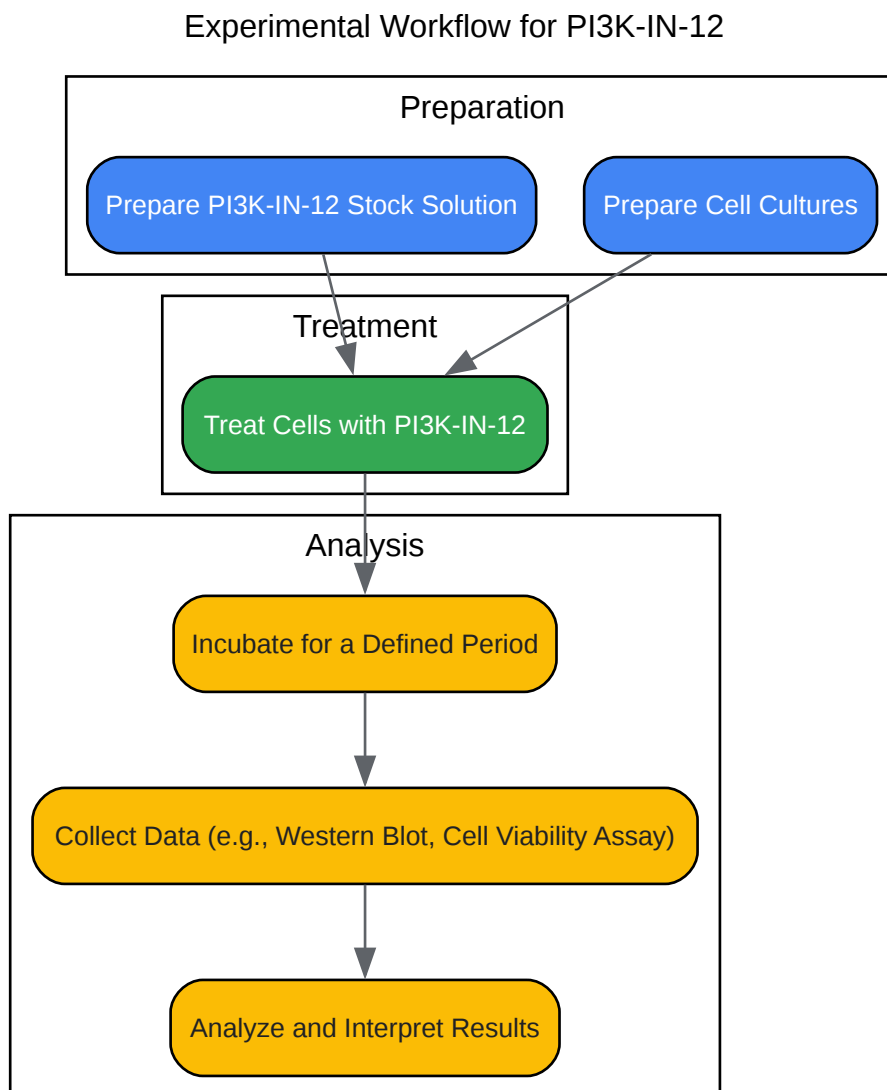 Experimental Workflow for PI3K-IN-12
Preparation
Prepare PI3K-IN-12 Stock Solution
Prepare Cell Cultures
Treatment
Treat Cells with PI3K-IN-12
Analysis
Incubate for a Defined Period
Collect Data (e.g., Western Blot, Cell Viability Assay)
Analyze and Interpret Results